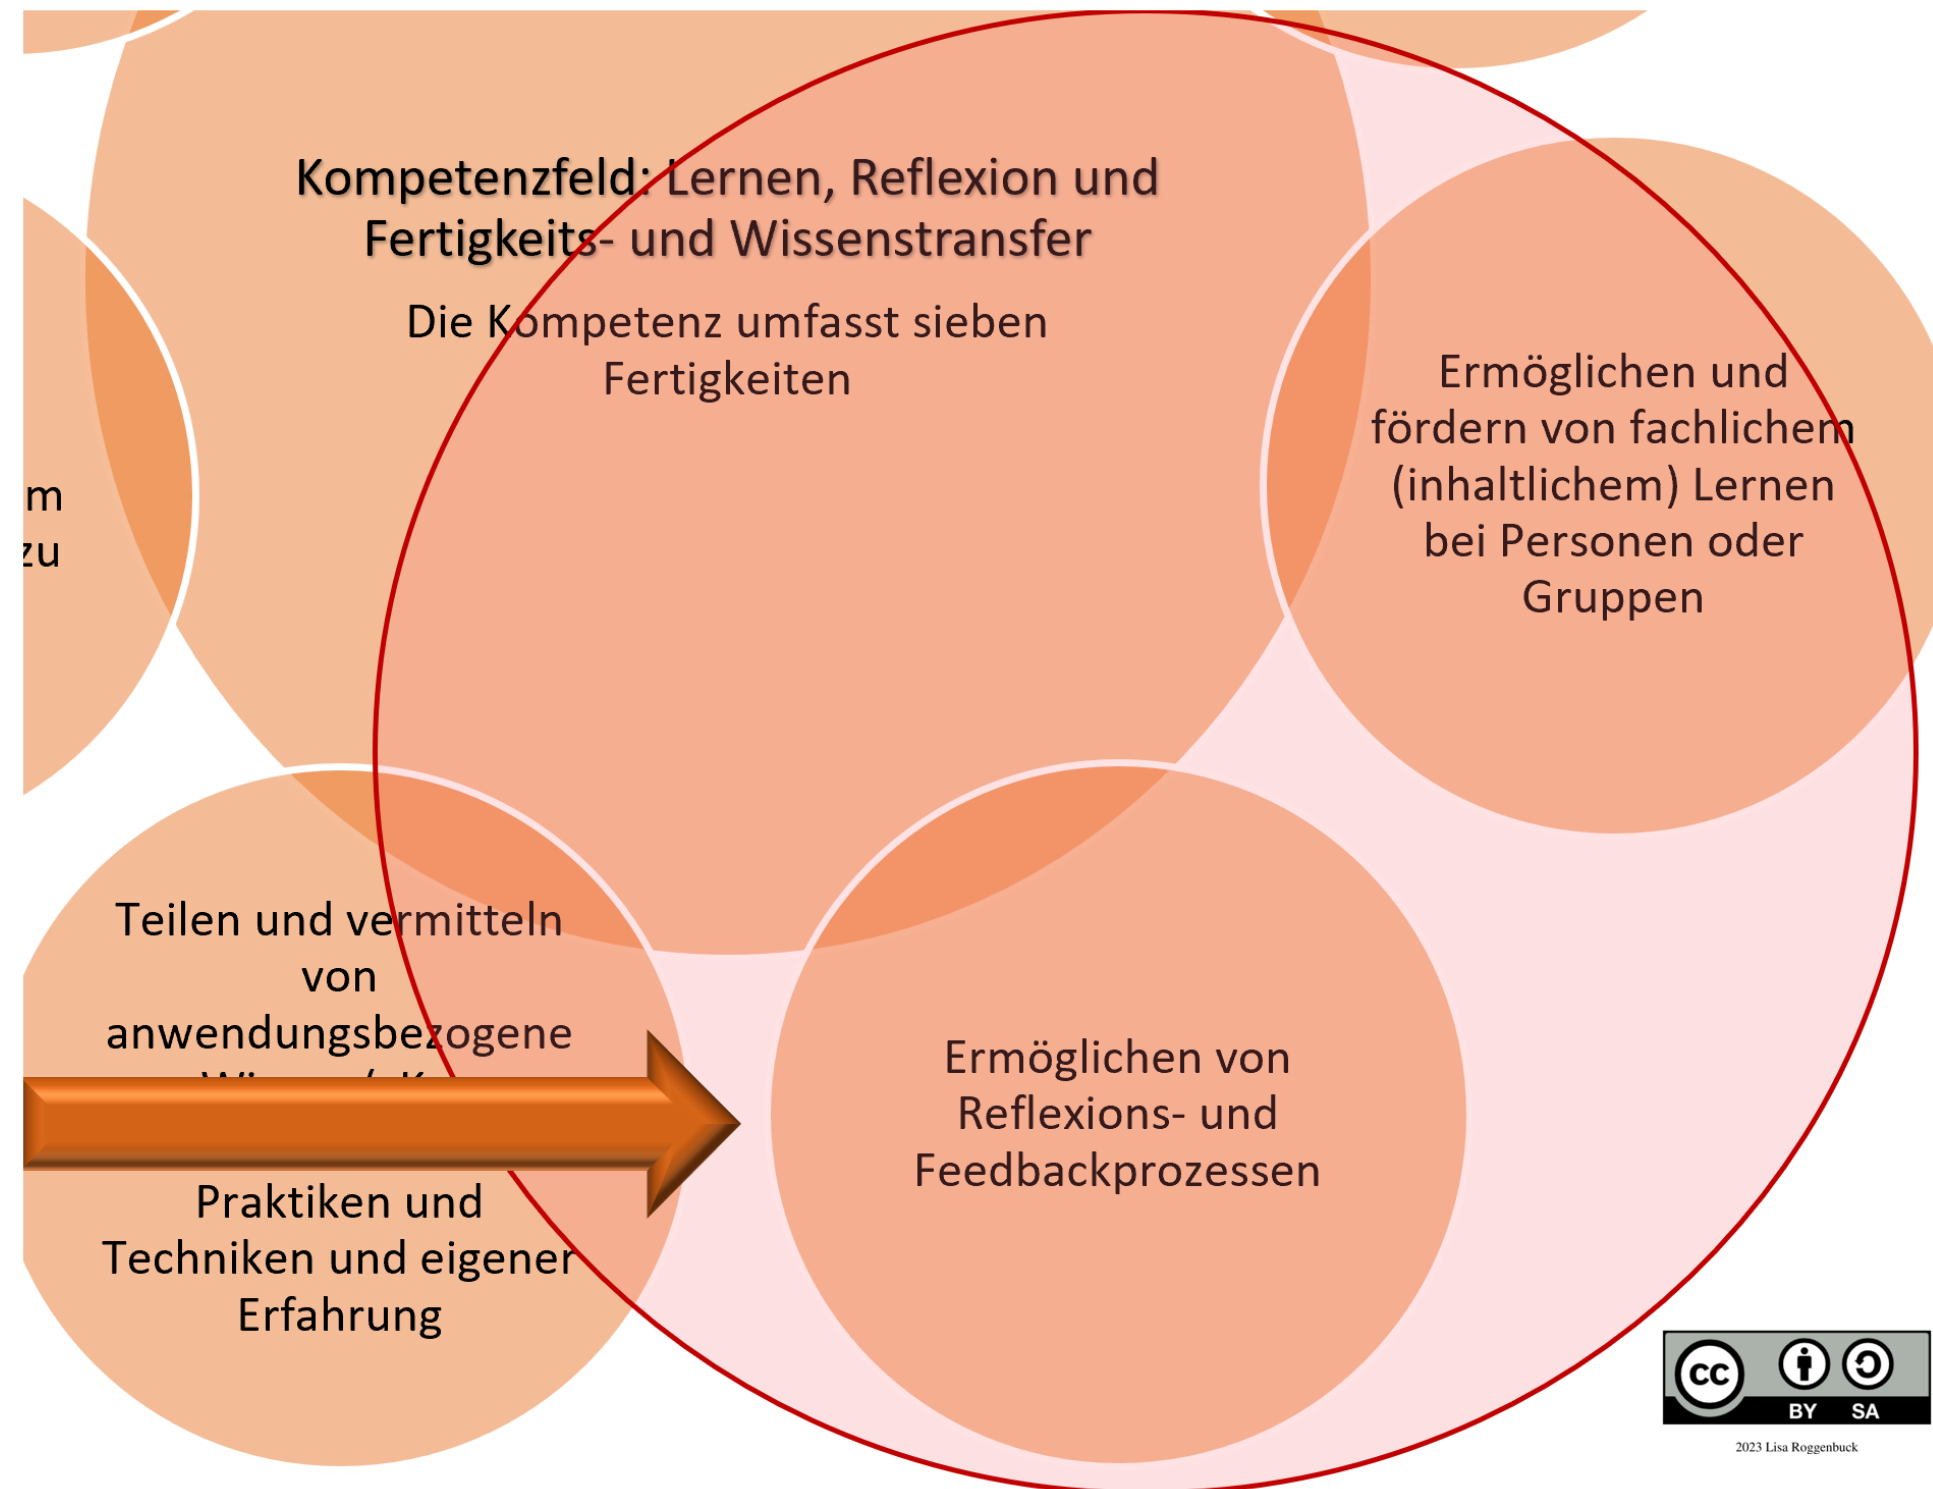 Kompetenzfeld: Lernen, Reflexion und
Fertigkeits- und Wissenstransfer
Die Kompetenz umfasst sieben
Fertigkeiten
Ermöglichen und
fördern von fachlichem
(inhaltlichem) Lernen
bei Personen oder
Gruppen
m
zu
Teilen und vermitteln
von
anwendungsbezogene
Praktiken und
Techniken und eigener
Erfahrung
Ermöglichen von
Reflexions- und
Feedbackprozessen
cc
BY SA
2023 Lisa Roggenbuck